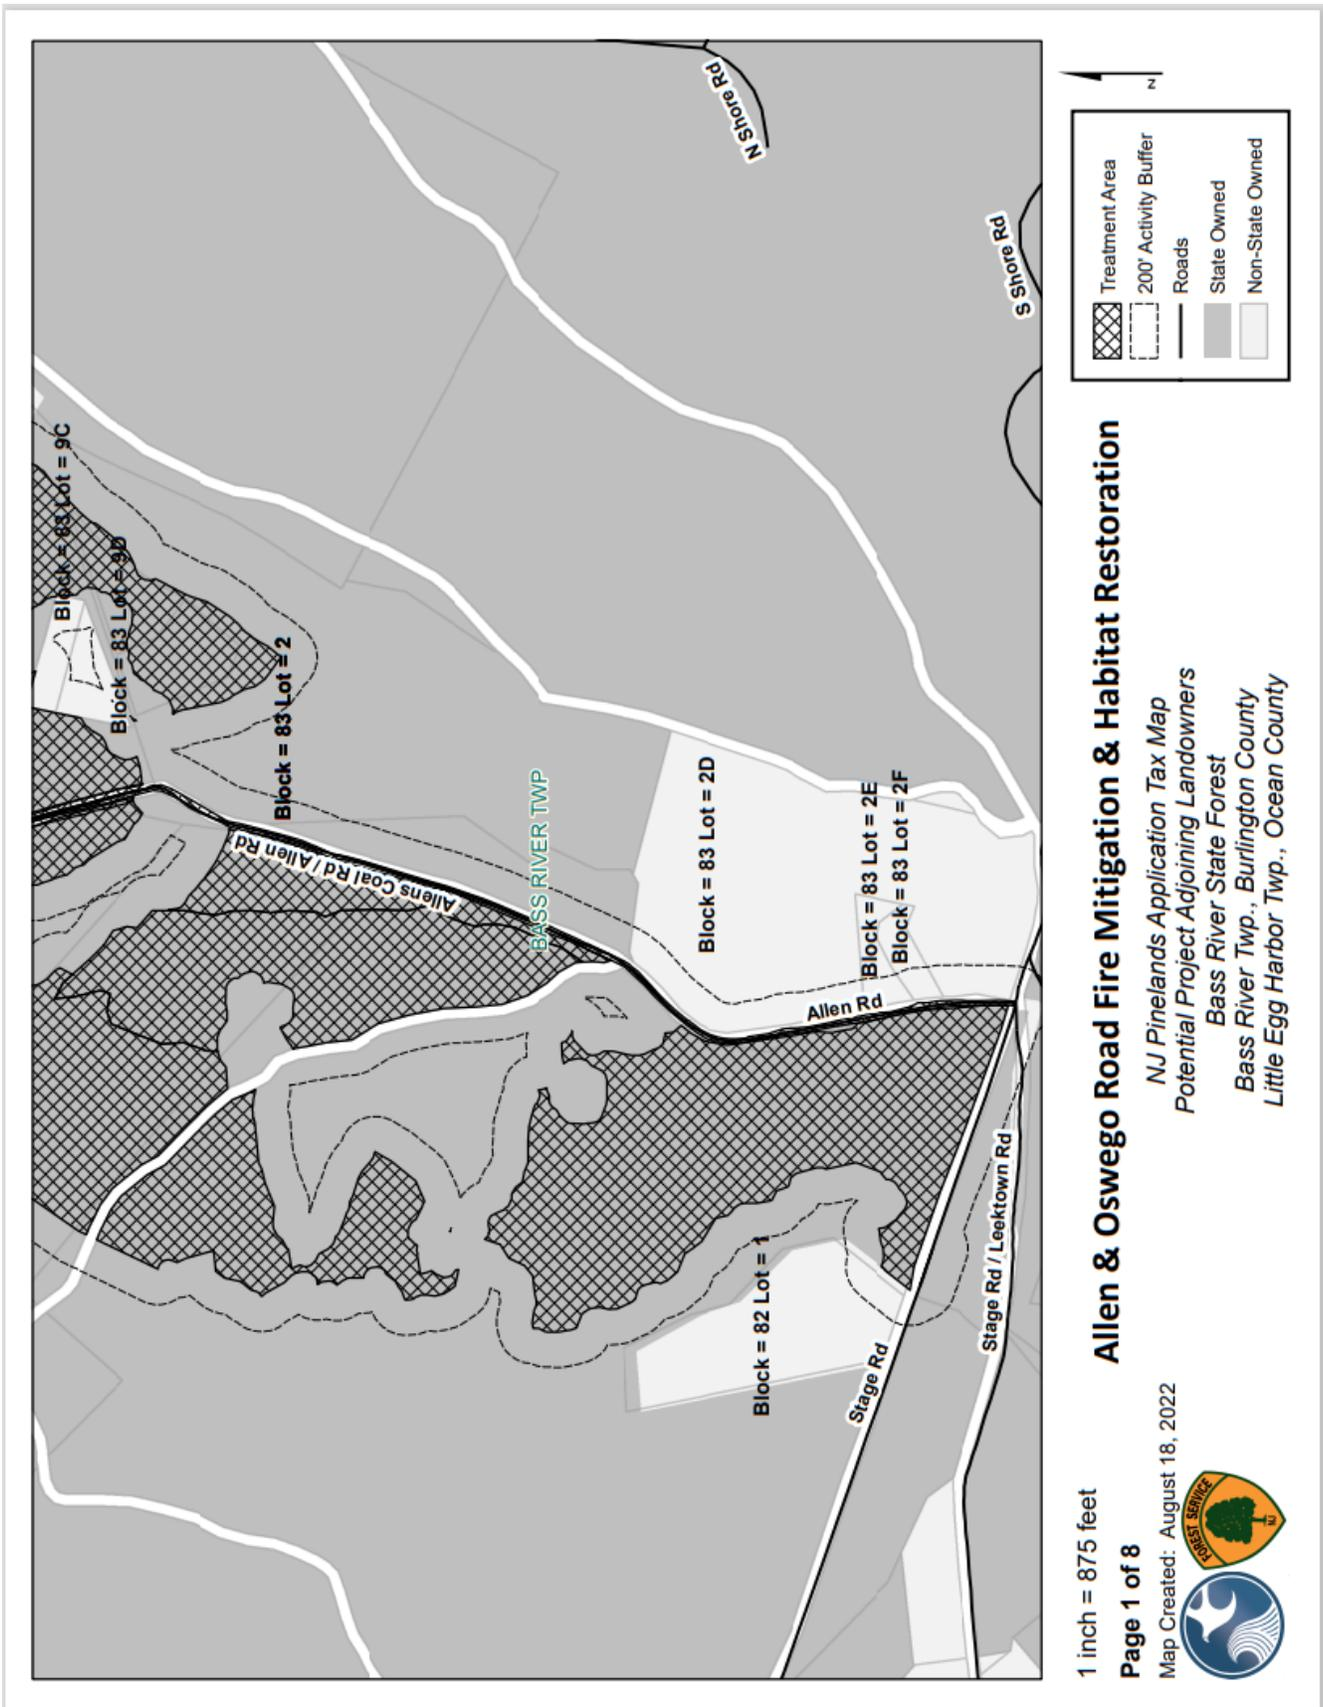 Block = 83 Lot = 9C
Block = 83 Lot = 9D
Block = 83 Lot = 2
N Shore Rd
Allens Coal Rd / Allen Rd
BASS RIVER TWP
Block = 83 Lot = 2D
Block = 83 Lot = 2E
Block = 83 Lot = 2F
Allen Rd
Block = 82 Lot = 1
Stage Rd
Stage Rd / Leektown Rd
S Shore Rd
1 inch = 875 feet
Page 1 of 8
Map Created: August 18, 2022
FOREST SERVICE
NJ
Allen & Oswego Road Fire Mitigation & Habitat Restoration
NJ Pinelands Application Tax Map
Potential Project Adjoining Landowners
Bass River State Forest
Bass River Twp., Burlington County
Little Egg Harbor Twp., Ocean County
Treatment Area
200' Activity Buffer
Roads
State Owned
Non-State Owned
N